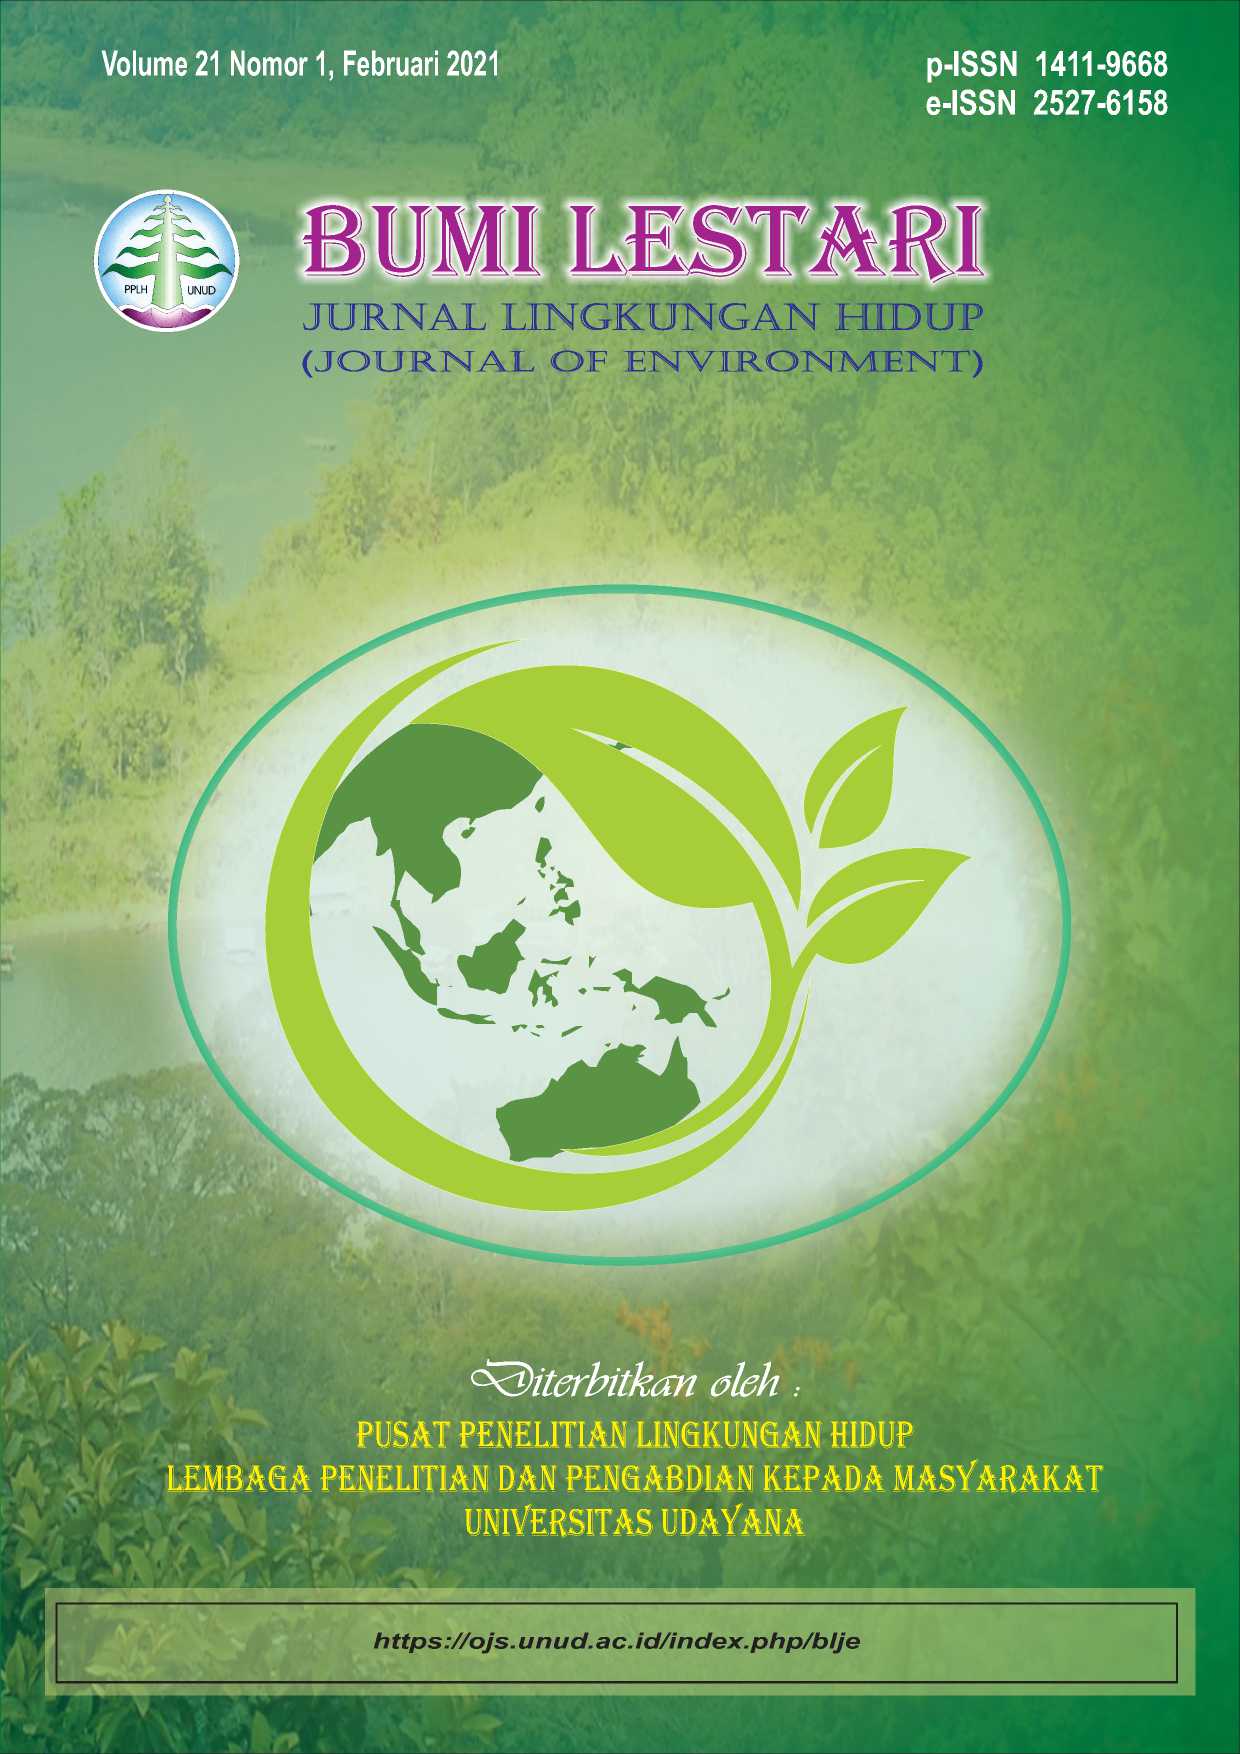 Volume 21 Nomor 1, Februari 2021
p-ISSN 1411-9668
e-ISSN 2527-6158
PPLH UNUD
BUMI LESTARI
JURNAL LINGKUNGAN HIDUP
(JOURNAL OF ENVIRONMENT)
Diterbitkan oleh :
PUSAT PENELITIAN LINGKUNGAN HIDUP
LEMBAGA PENELITIAN DAN PENGABDIAN KEPADA MASYARAKAT
UNIVERSITAS UDAYANA
https://ojs.unud.ac.id/index.php/blje